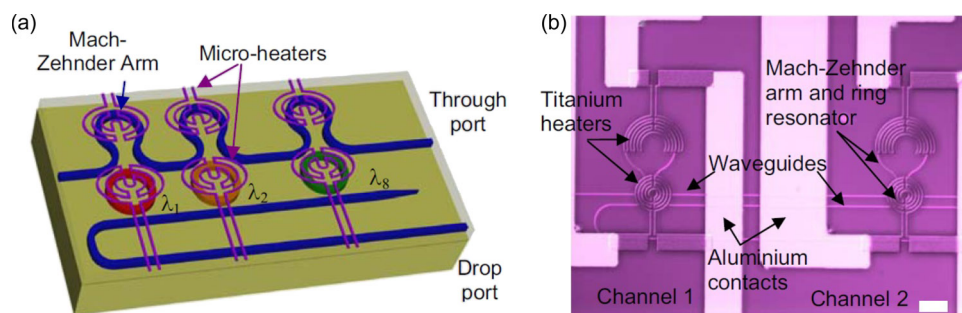 (a)
Mach-
Zehnder Arm
Micro-heaters
Through
port
λ1
λ2
λ8
Drop
port
(b)
Titanium
heaters
Mach-Zehnder
arm and ring
resonator
Waveguides
Aluminium
contacts
Channel 1
Channel 2